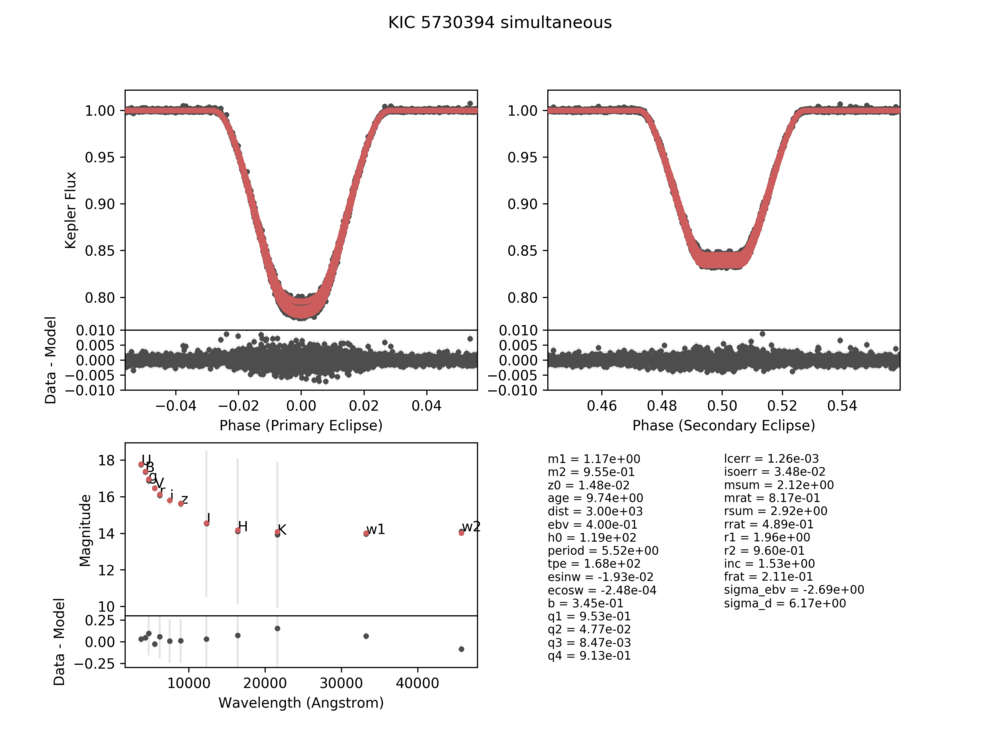 KIC 5730394 simultaneous
Kepler Flux
1.00
0.95
0.90
0.85
0.80
1.00
0.95
0.90
0.85
0.80
Data - Model
0.010
0.005
0.000
−0.005
−0.010
0.010
0.005
0.000
−0.005
−0.010
−0.04 −0.02 0.00 0.02 0.04
Phase (Primary Eclipse)
0.46 0.48 0.50 0.52 0.54
Phase (Secondary Eclipse)
Magnitude
18
16
14
12
10
U
B
g
V
r
i
z
J
H
K
w1
w2
Data - Model
0.25
0.00
−0.25
10000 20000 30000 40000
Wavelength (Angstrom)
m1 = 1.17e+00
m2 = 9.55e-01
z0 = 1.48e-02
age = 9.74e+00
dist = 3.00e+03
ebv = 4.00e-01
h0 = 1.19e+02
period = 5.52e+00
tpe = 1.68e+02
esinw = -1.93e-02
ecosw = -2.48e-04
b = 3.45e-01
q1 = 9.53e-01
q2 = 4.77e-02
q3 = 8.47e-03
q4 = 9.13e-01
lcerr = 1.26e-03
isoerr = 3.48e-02
msum = 2.12e+00
mrat = 8.17e-01
rsum = 2.92e+00
rrat = 4.89e-01
r1 = 1.96e+00
r2 = 9.60e-01
inc = 1.53e+00
frat = 2.11e-01
sigma_ebv = -2.69e+00
sigma_d = 6.17e+00